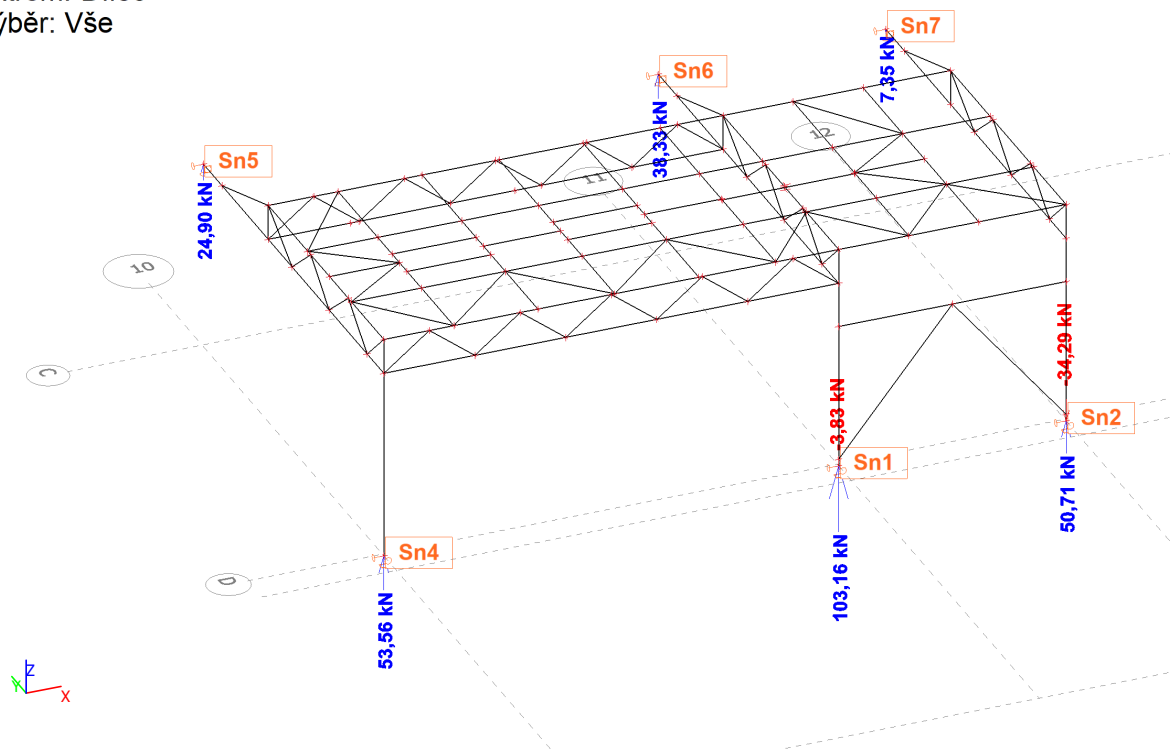 ýběr: Vše
Sn7
7,35 kN
Sn6
38,33 kN
12
Sn5
24,90 kN
11
10
C
34,29 kN
Sn2
50,71 kN
3,83 kN
Sn1
103,16 kN
Sn4
53,56 kN
D
Z
Y
X